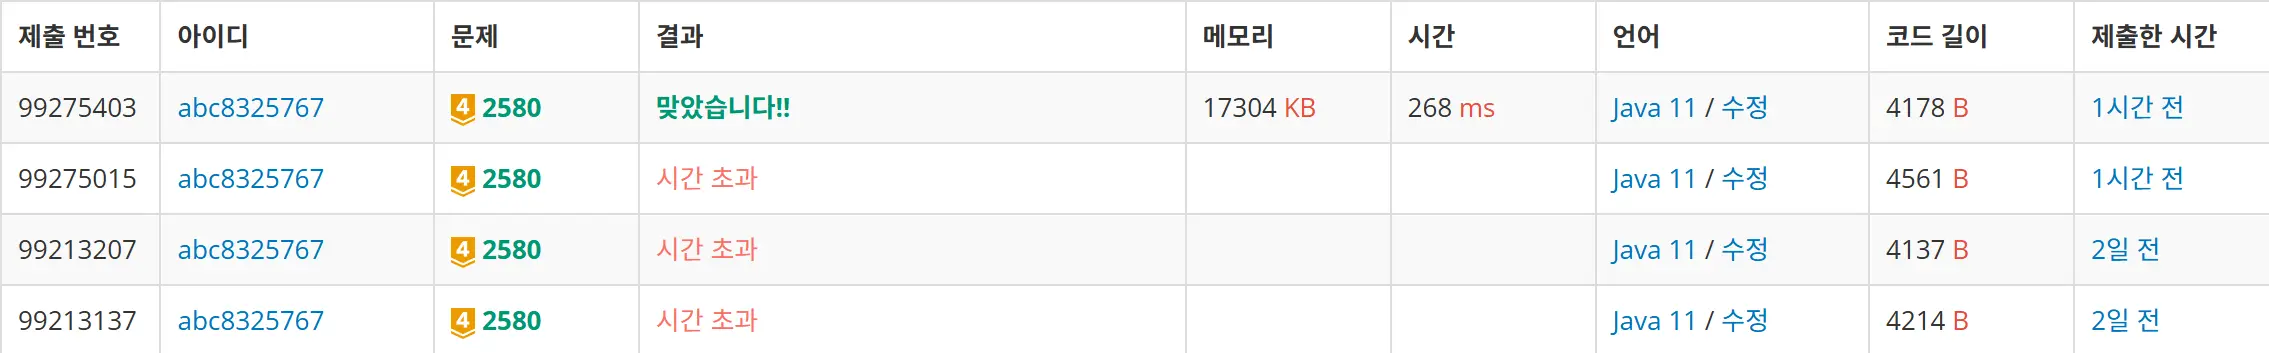 제출 번호 아이디 문제 결과 메모리 시간 언어 코드 길이 제출한 시간
99275403 abc8325767 4 2580 맞았습니다!! 17304 KB 268 ms Java 11 / 수정 4178 B 1시간 전
99275015 abc8325767 4 2580 시간 초과 Java 11 / 수정 4561 B 1시간 전
99213207 abc8325767 4 2580 시간 초과 Java 11 / 수정 4137 B 2일 전
99213137 abc8325767 4 2580 시간 초과 Java 11 / 수정 4214 B 2일 전